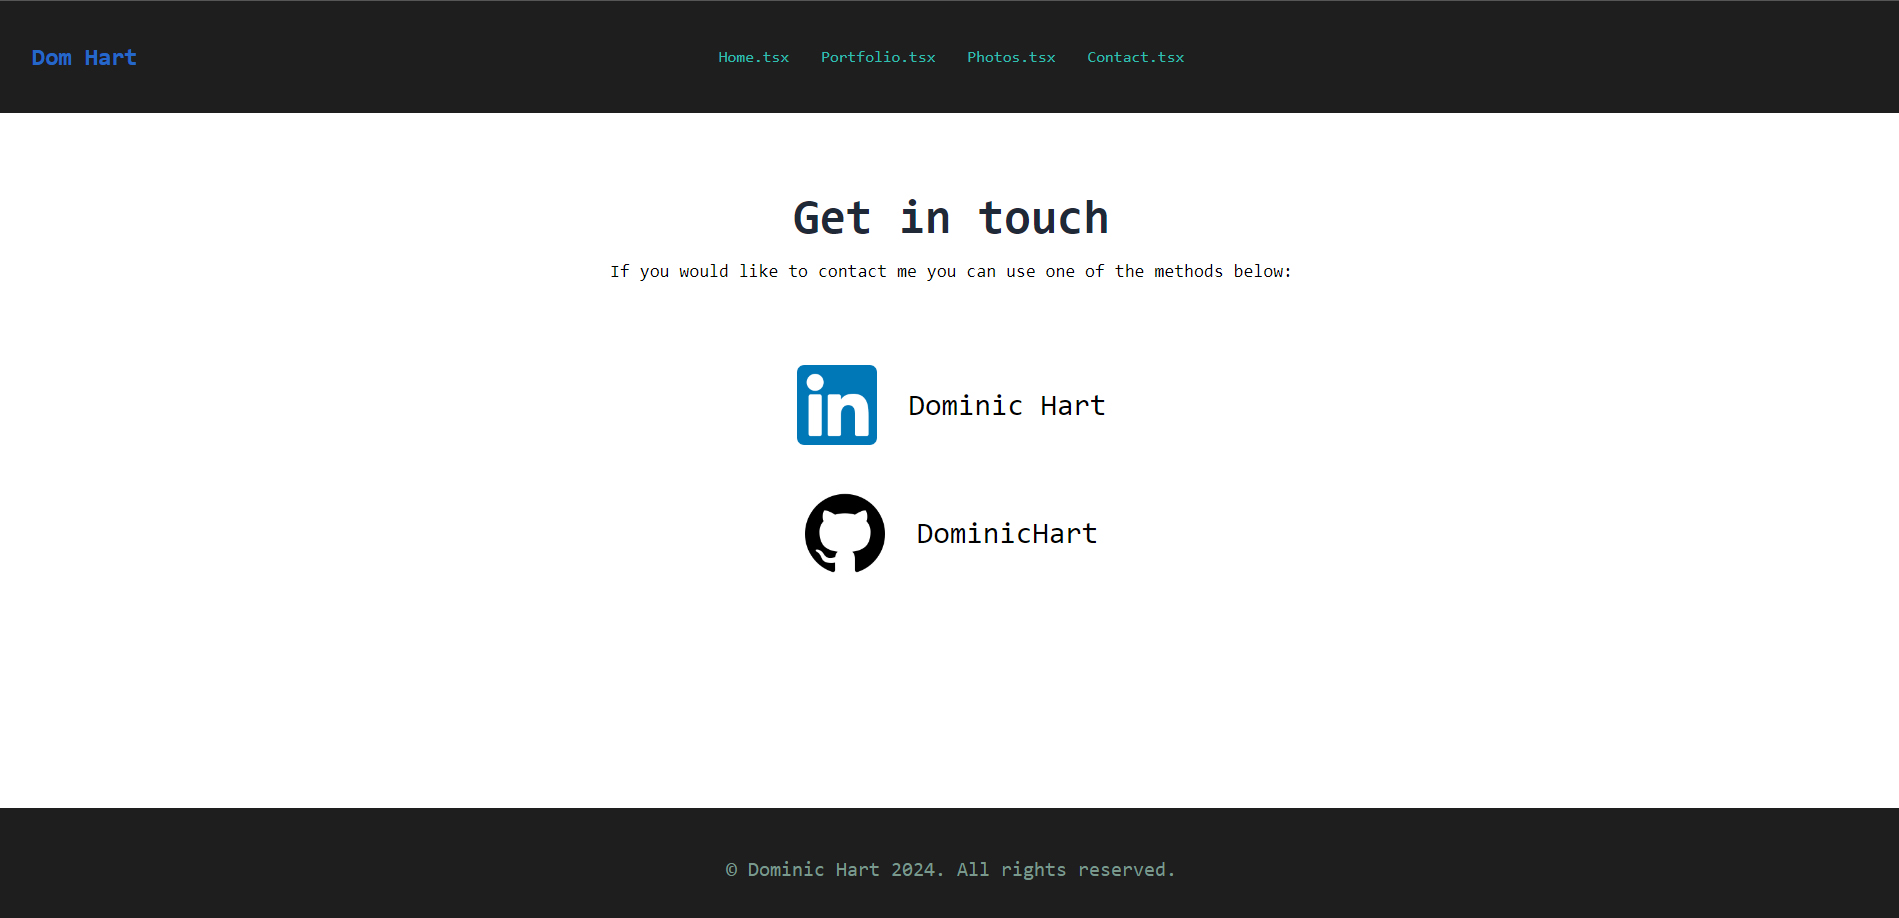 Dom Hart
Home.tsx Portfolio.tsx Photos.tsx Contact.tsx
Get in touch
If you would like to contact me you can use one of the methods below:
in Dominic Hart
DominicHart
© Dominic Hart 2024. All rights reserved.